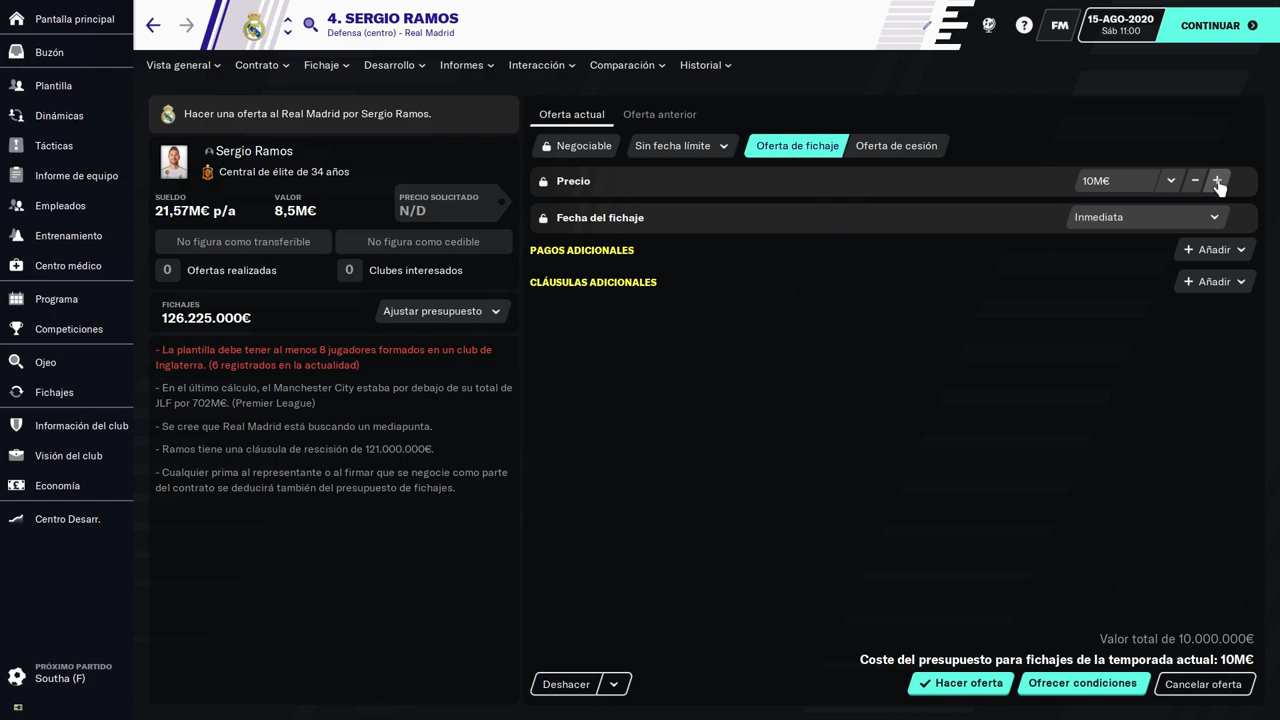 Pantalla principal
Buzón
Plantilla
Dinámicas
Tácticas
Informe de equipo
Empleados
Entrenamiento
Centro médico
Programa
Competiciones
Ojeo
Fichajes
Información del club
Visión del club
Economía
Centro Desarr.
PRÓXIMO PARTIDO
Southa (F)
4. SERGIO RAMOS
Defensa (centro) - Real Madrid
?
FM
15-AGO-2020
Sáb 11:00
CONTINUAR
Vista general
Contrato
Fichaje
Desarrollo
Informes
Interacción
Comparación
Historial
Hacer una oferta al Real Madrid por Sergio Ramos.
Sergio Ramos
Central de élite de 34 años
SUELDO
21,57M€ p/a
VALOR
8,5M€
PRECIO SOLICITADO
N/D
No figura como transferible
No figura como cedible
0 Ofertas realizadas
0 Clubes interesados
FICHAJES
126.225.000€
Ajustar presupuesto
- La plantilla debe tener al menos 8 jugadores formados en un club de
Inglaterra. (6 registrados en la actualidad)
- En el último cálculo, el Manchester City estaba por debajo de su total de
JLF por 702M€. (Premier League)
- Se cree que Real Madrid está buscando un mediapunta.
- Ramos tiene una cláusula de rescisión de 121.000.000€.
- Cualquier prima al representante o al firmar que se negocie como parte
del contrato se deducirá también del presupuesto de fichajes.
Oferta actual
Oferta anterior
Negociable
Sin fecha límite
Oferta de fichaje
Oferta de cesión
Precio
10M€
Fecha del fichaje
Inmediata
PAGOS ADICIONALES
+ Añadir
CLÁUSULAS ADICIONALES
+ Añadir
Valor total de 10.000.000€
Coste del presupuesto para fichajes de la temporada actual: 10M€
Deshacer
Hacer oferta
Ofrecer condiciones
Cancelar oferta